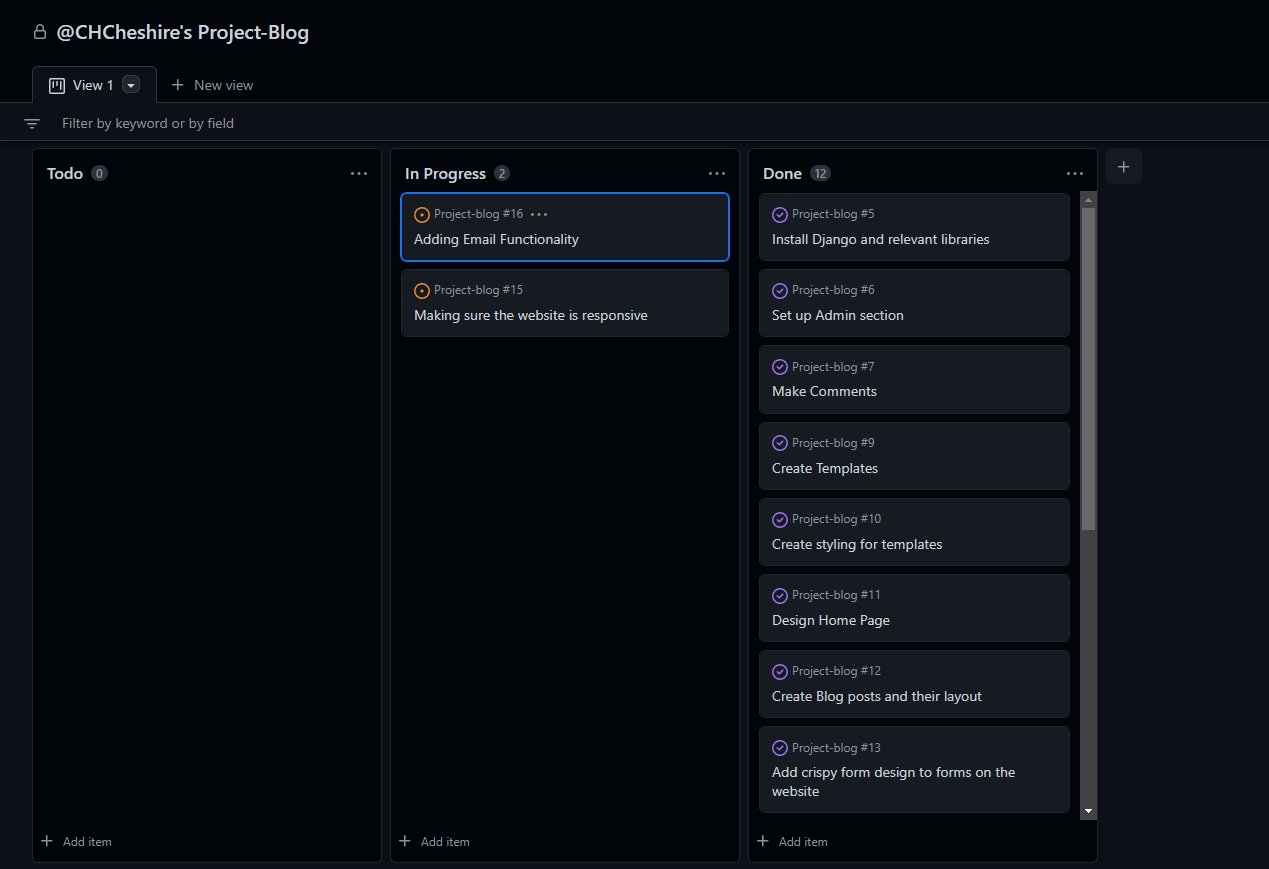 @CHCheshire's Project-Blog
View 1
New view
Filter by keyword or by field
Todo 0
In Progress 2
Project-blog #16
Adding Email Functionality
Project-blog #15
Making sure the website is responsive
Done 12
Project-blog #5
Install Django and relevant libraries
Project-blog #6
Set up Admin section
Project-blog #7
Make Comments
Project-blog #9
Create Templates
Project-blog #10
Create styling for templates
Project-blog #11
Design Home Page
Project-blog #12
Create Blog posts and their layout
Project-blog #13
Add crispy form design to forms on the
website
Add item
Add item
Add item